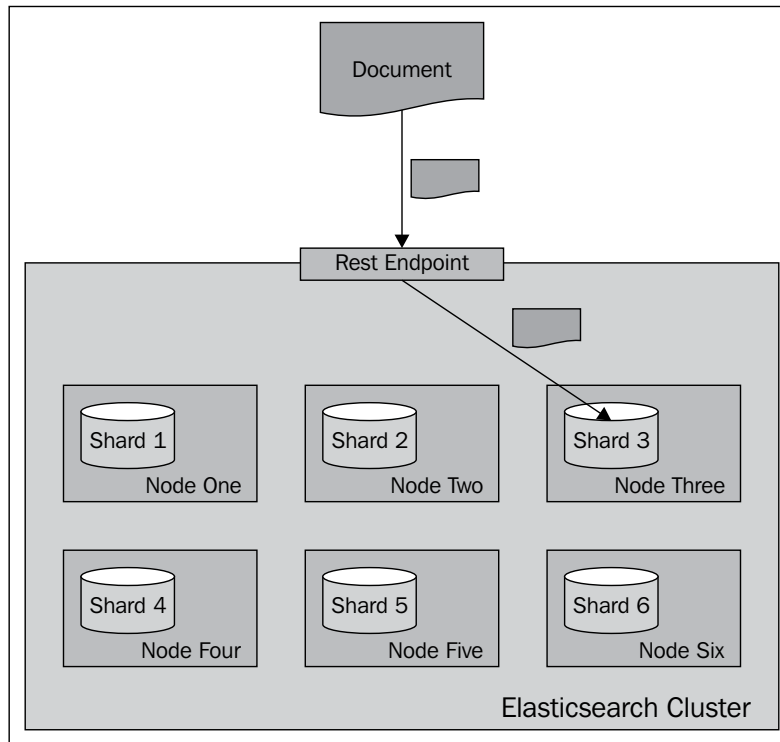 Document
Rest Endpoint
Shard 1
Node One
Shard 2
Node Two
Shard 3
Node Three
Shard 4
Node Four
Shard 5
Node Five
Shard 6
Node Six
Elasticsearch Cluster